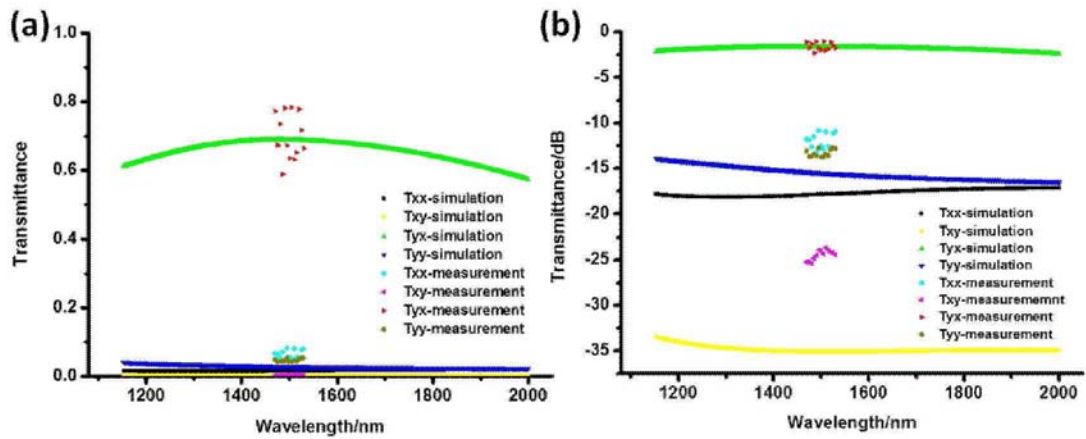 (a)
1.0
0.8
0.6
0.4
0.2
0.0
Transmittance
1200 1400 1600 1800 2000
Wavelength/nm
Txx-simulation
Txy-simulation
Tyx-simulation
Tyy-simulation
Txx-measurement
Txy-measurement
Tyx-measurement
Tyy-measurement
(b)
0
-5
-10
-15
-20
-25
-30
-35
Transmittance/dB
1200 1400 1600 1800 2000
Wavelength/nm
Txx-simulation
Txy-simulation
Tyx-simulation
Tyy-simulation
Txx-measurement
Txy-measurememnt
Tyx-measurement
Tyy-measurement